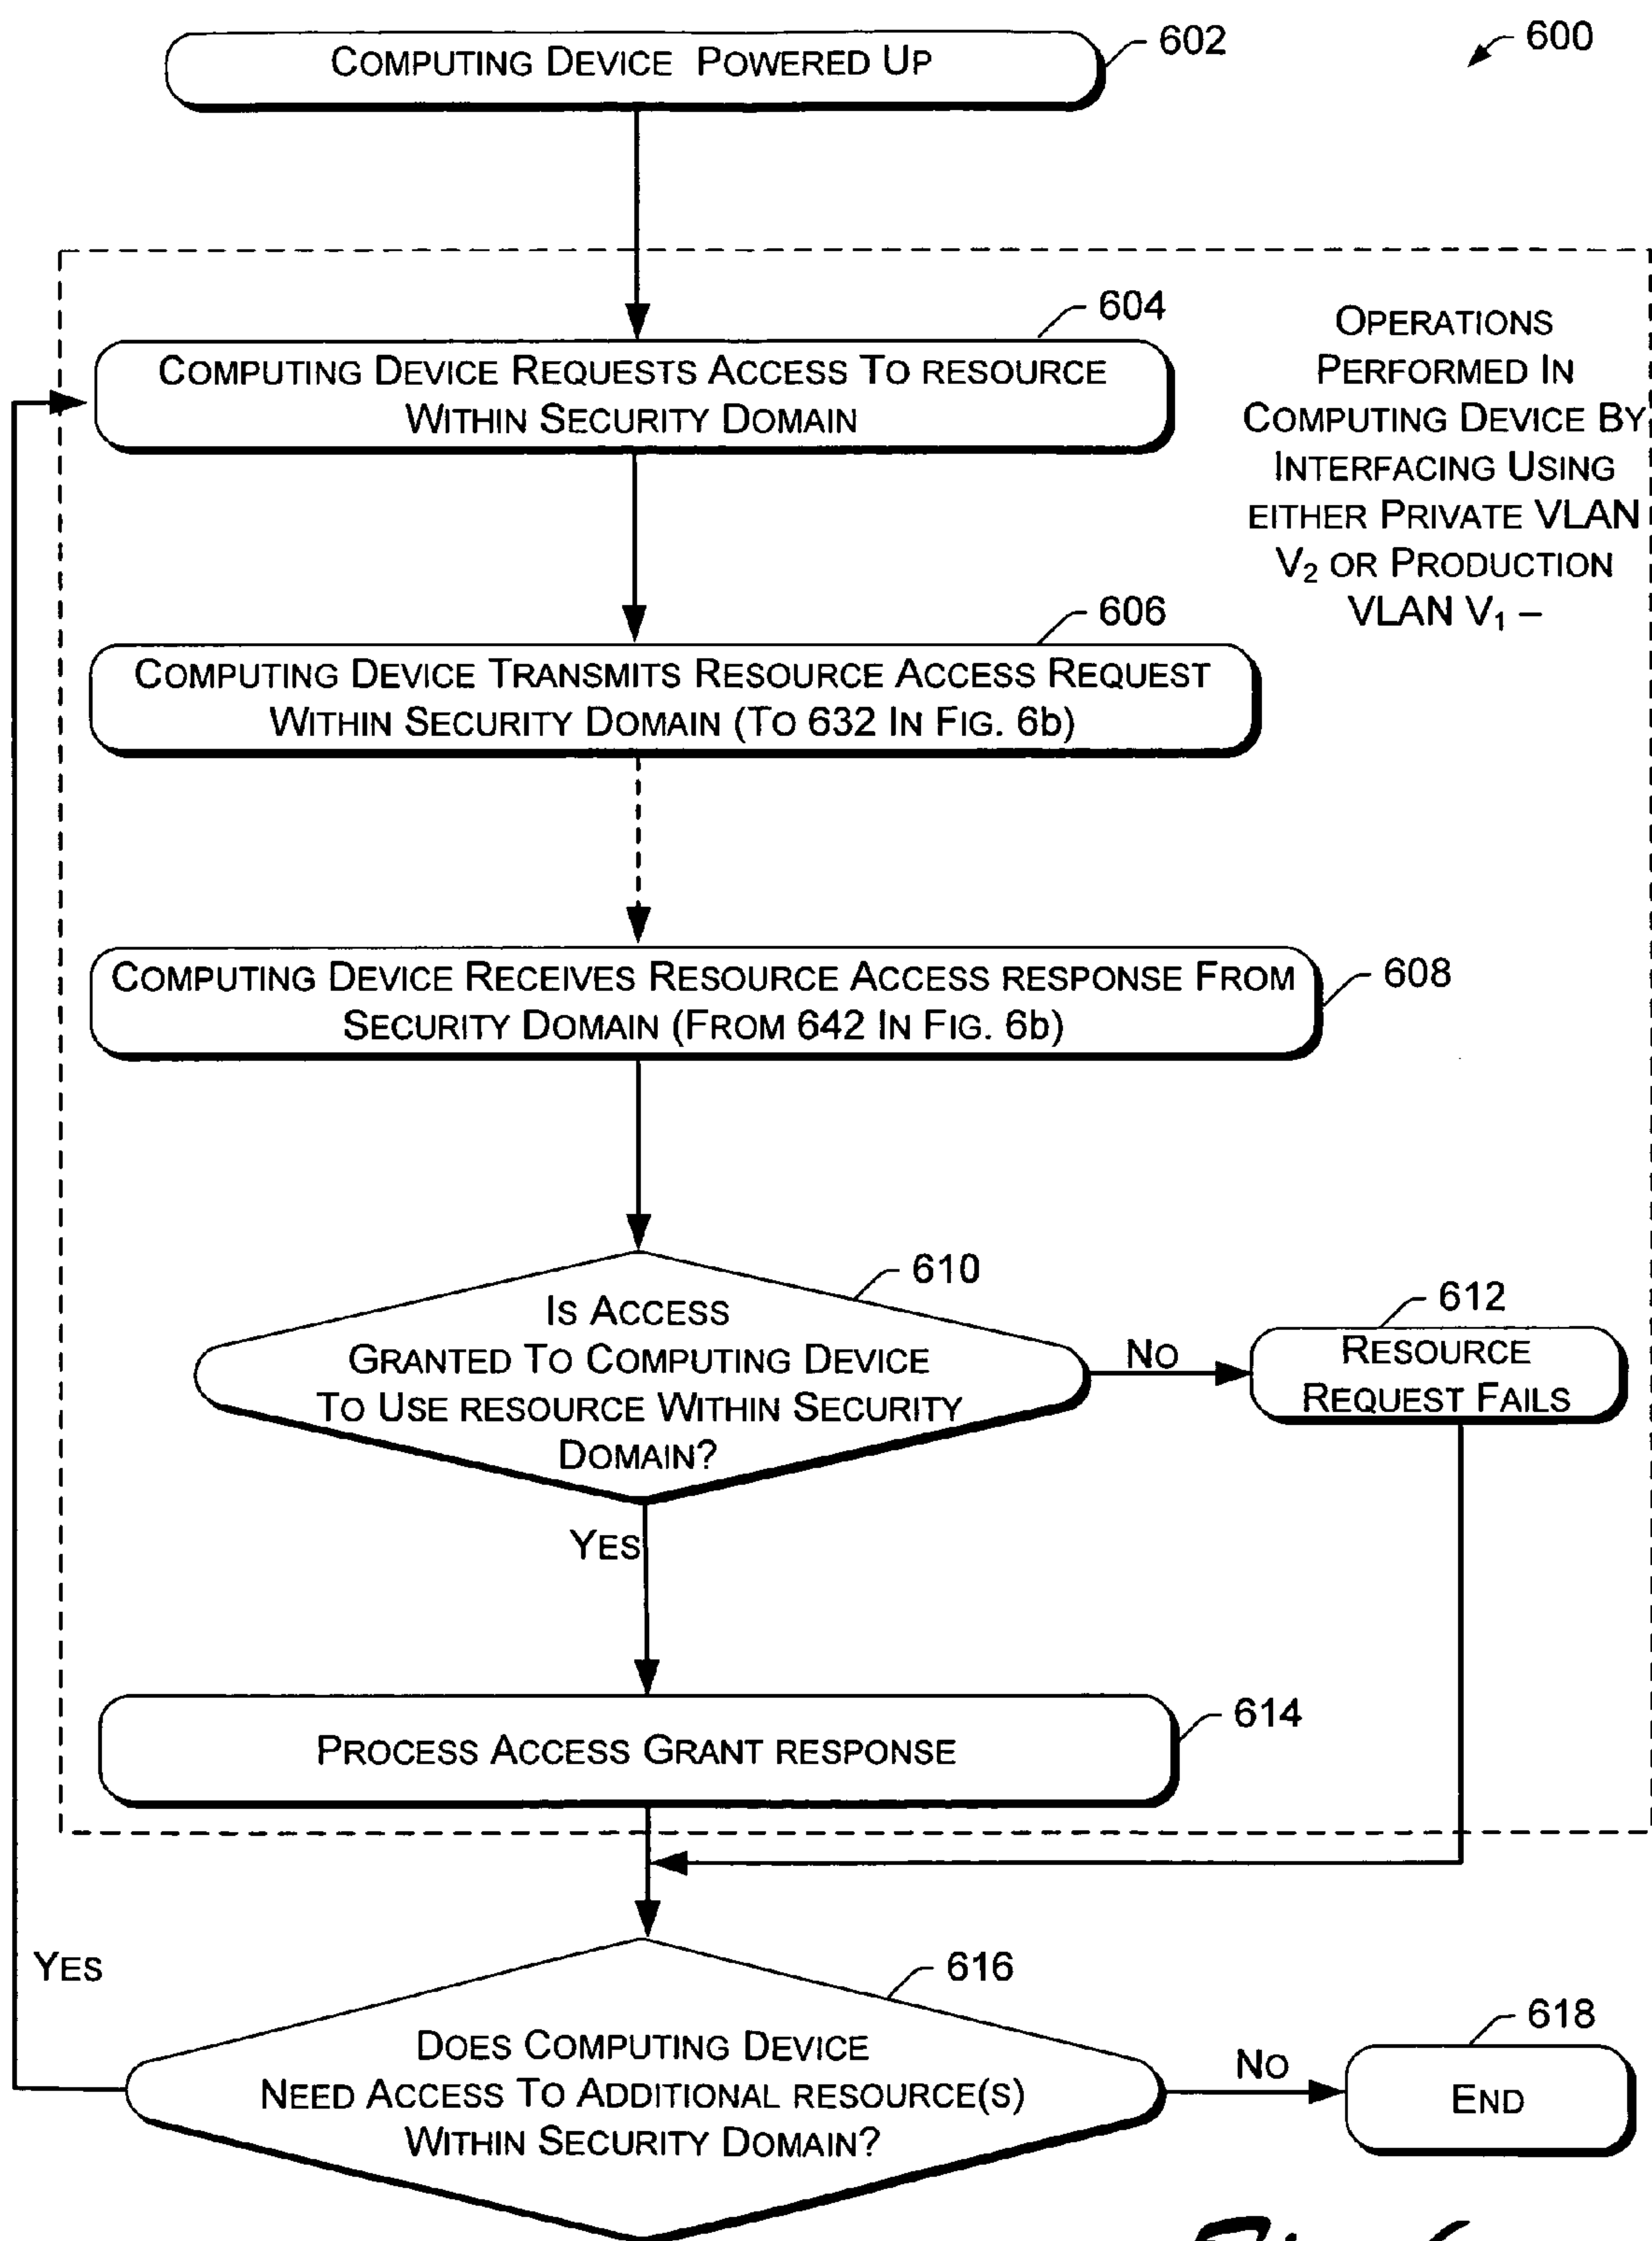 COMPUTING DEVICE POWERED UP
602
600
604
COMPUTING DEVICE REQUESTS ACCESS TO RESOURCE
WITHIN SECURITY DOMAIN
OPERATIONS
PERFORMED IN
COMPUTING DEVICE BY
INTERFACING USING
EITHER PRIVATE VLAN
V₂ OR PRODUCTION
VLAN V₁ –
606
COMPUTING DEVICE TRANSMITS RESOURCE ACCESS REQUEST
WITHIN SECURITY DOMAIN (TO 632 IN FIG. 6b)
608
COMPUTING DEVICE RECEIVES RESOURCE ACCESS RESPONSE FROM
SECURITY DOMAIN (FROM 642 IN FIG. 6b)
610
IS ACCESS
GRANTED TO COMPUTING DEVICE
TO USE RESOURCE WITHIN SECURITY
DOMAIN?
NO
612
RESOURCE
REQUEST FAILS
YES
614
PROCESS ACCESS GRANT RESPONSE
YES
616
DOES COMPUTING DEVICE
NEED ACCESS TO ADDITIONAL RESOURCE(S)
WITHIN SECURITY DOMAIN?
NO
618
END